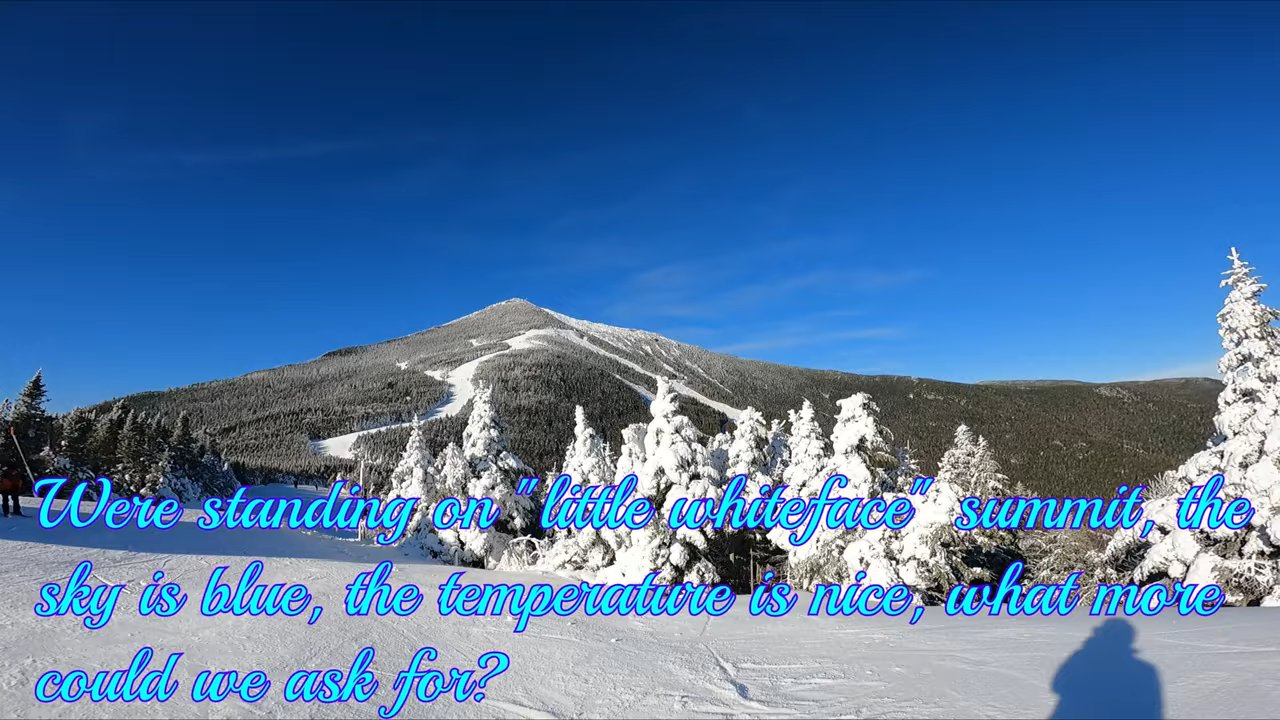 Were standing on "little whiteface" summit, the
sky is blue, the temperature is nice, what more
could we ask for?